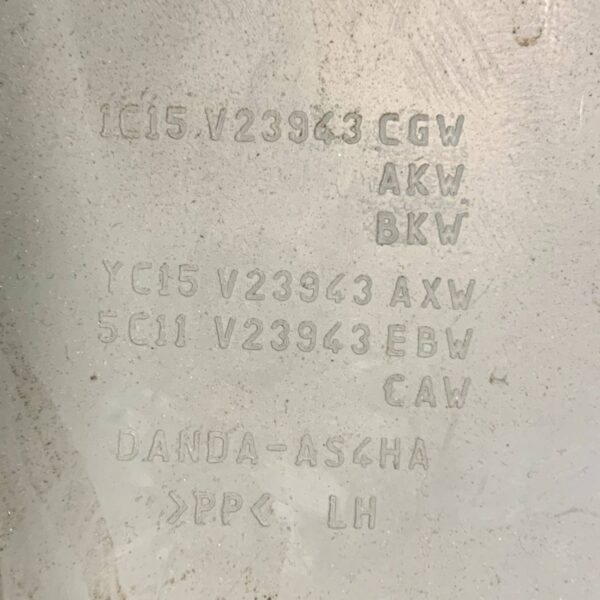 1C15 V23943 CGW
AKW
BKW
YC15 V23943 AXW
5C11 V23943 EBW
CAW
DANDA-AS4HA
>PP< LH